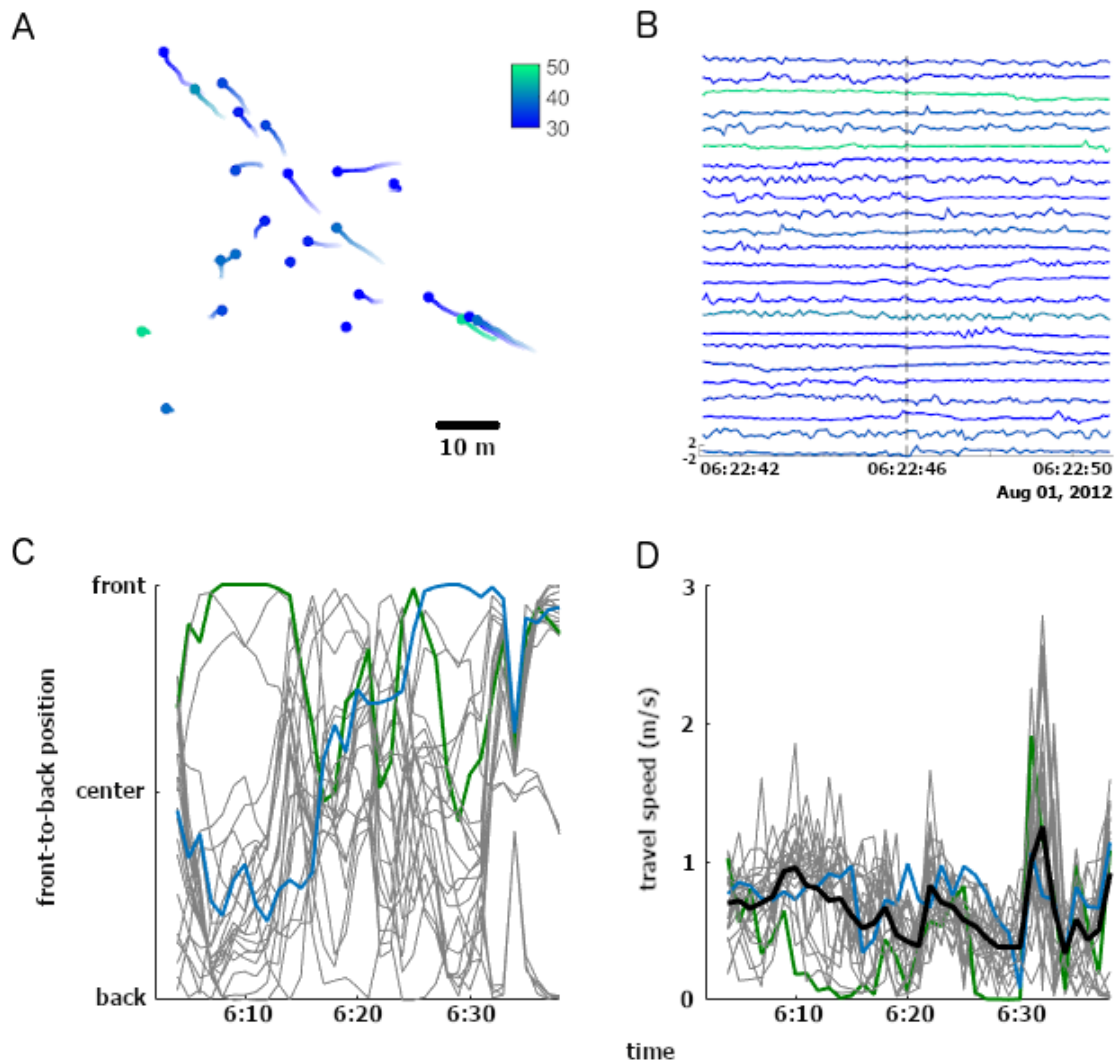 A
50
40
30
10 m
B
2
-2
06:22:42 06:22:46 06:22:50
Aug 01, 2012
C
front
center
back
front-to-back position
6:10 6:20 6:30
D
3
2
1
0
travel speed (m/s)
6:10 6:20 6:30
time